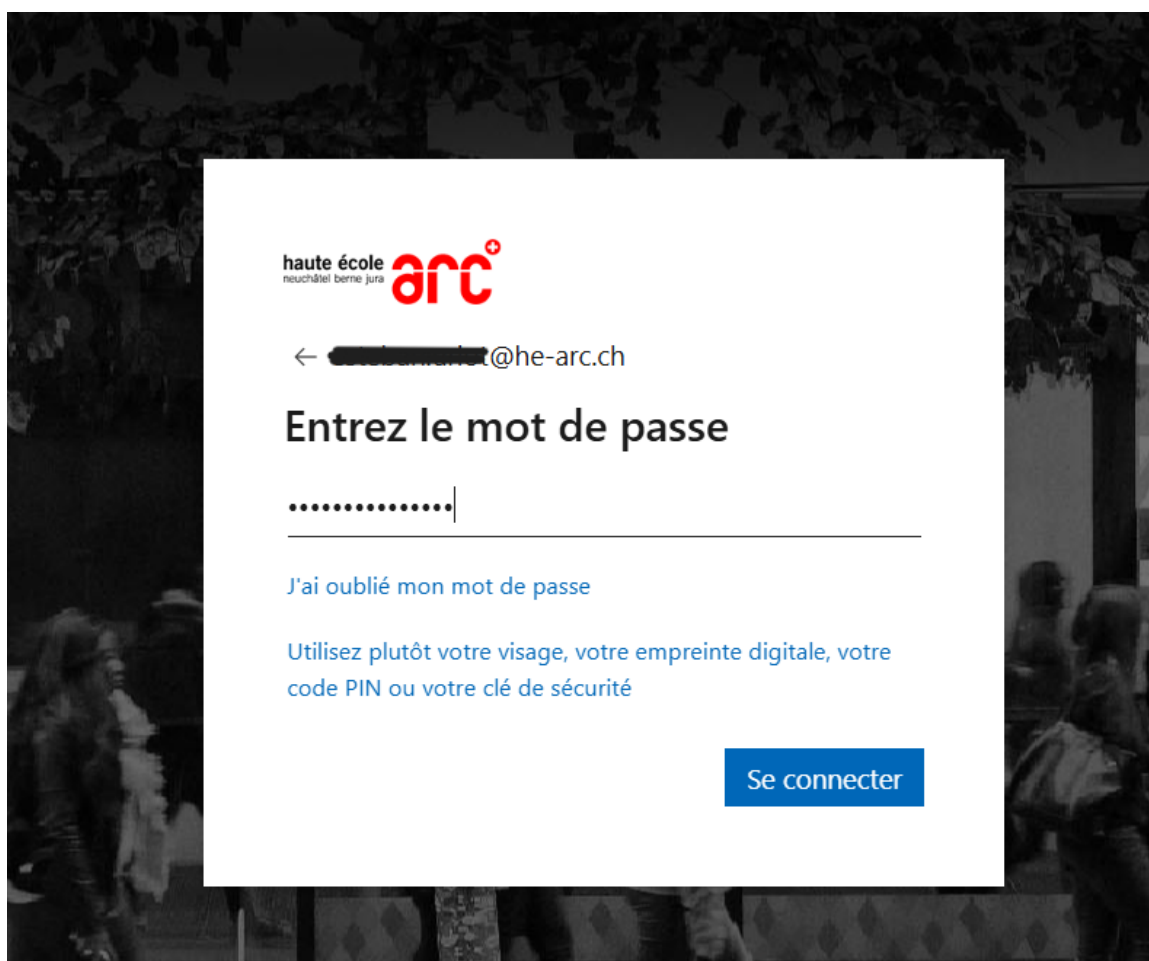 haute école arc
neuchâtel berne jura
@he-arc.ch
Entrez le mot de passe
J'ai oublié mon mot de passe
Utilisez plutôt votre visage, votre empreinte digitale, votre
code PIN ou votre clé de sécurité
Se connecter